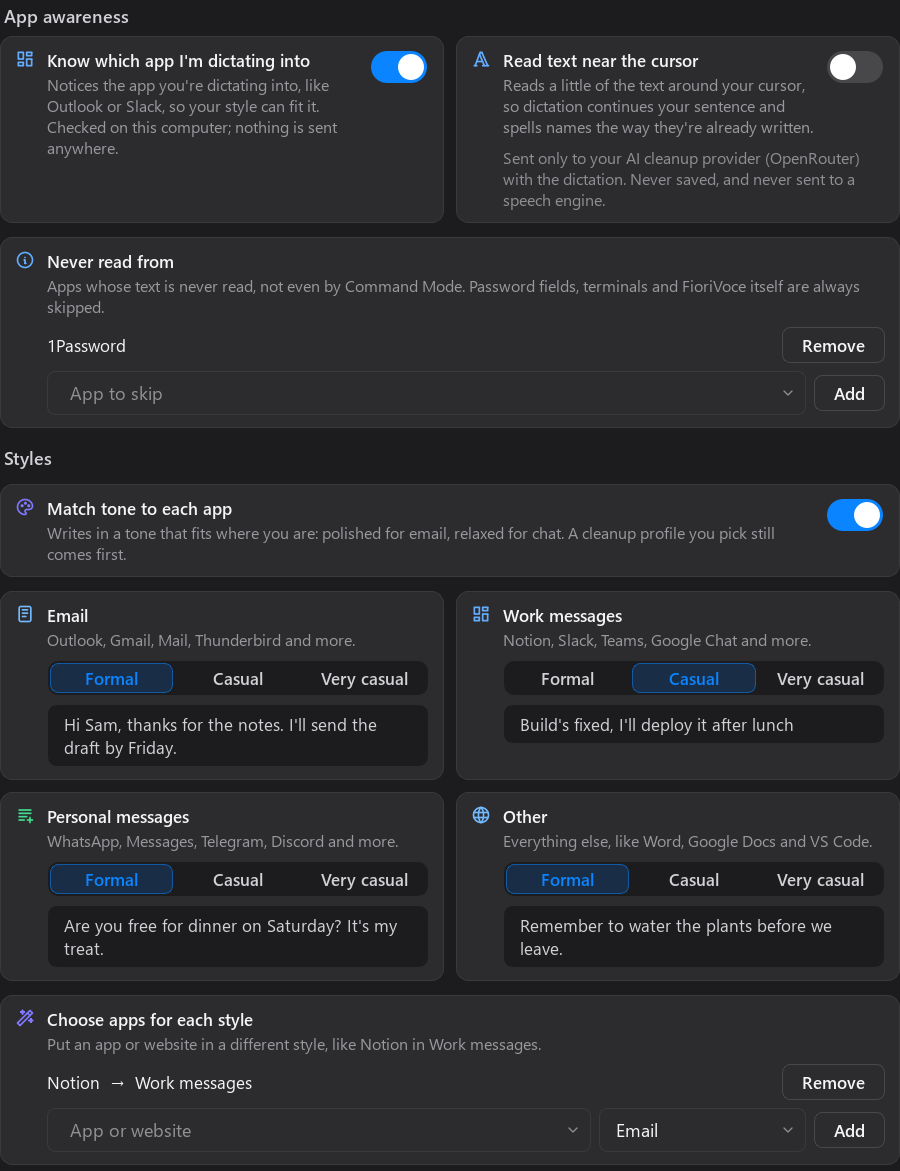 App awareness
Know which app I'm dictating into
Notices the app you're dictating into, like
Outlook or Slack, so your style can fit it.
Checked on this computer; nothing is sent
anywhere.
Read text near the cursor
Reads a little of the text around your cursor,
so dictation continues your sentence and
spells names the way they're already written.
Sent only to your AI cleanup provider (OpenRouter)
with the dictation. Never saved, and never sent to a
speech engine.
Never read from
Apps whose text is never read, not even by Command Mode. Password fields, terminals and FioriVoce itself are always
skipped.
1Password
Remove
App to skip
Add
Styles
Match tone to each app
Writes in a tone that fits where you are: polished for email, relaxed for chat. A cleanup profile you pick still
comes first.
Email
Outlook, Gmail, Mail, Thunderbird and more.
Formal Casual Very casual
Hi Sam, thanks for the notes. I'll send the
draft by Friday.
Work messages
Notion, Slack, Teams, Google Chat and more.
Formal Casual Very casual
Build's fixed, I'll deploy it after lunch
Personal messages
WhatsApp, Messages, Telegram, Discord and more.
Formal Casual Very casual
Are you free for dinner on Saturday? It's my
treat.
Other
Everything else, like Word, Google Docs and VS Code.
Formal Casual Very casual
Remember to water the plants before we
leave.
Choose apps for each style
Put an app or website in a different style, like Notion in Work messages.
Notion → Work messages
Remove
App or website
Email
Add